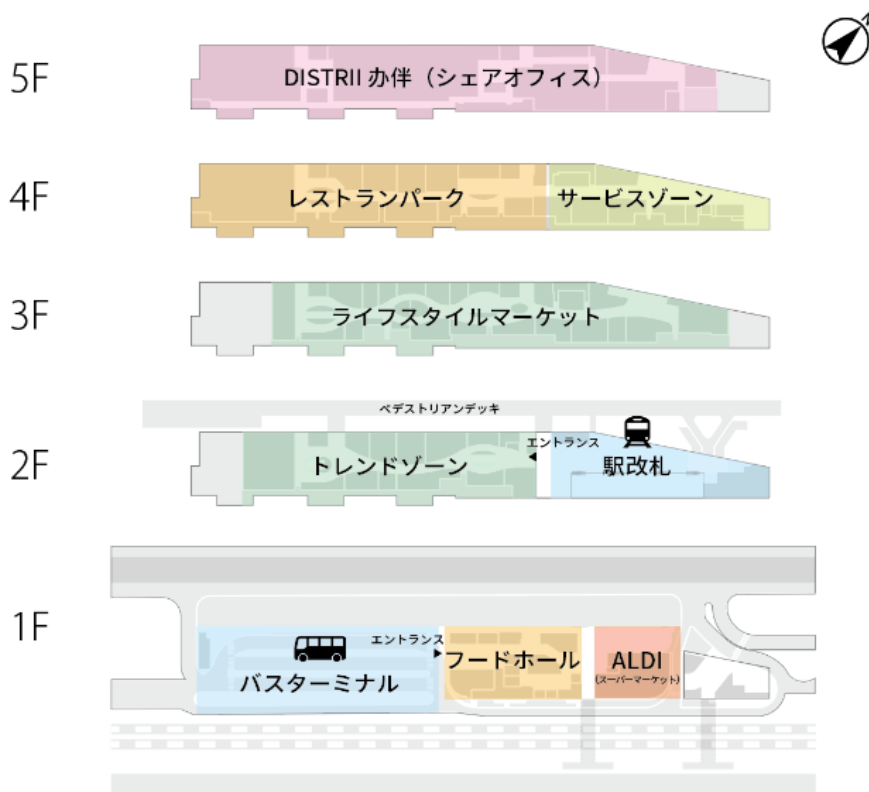 5F
DISTRII 办伴（シェアオフィス）
4F
レストランパーク
サービスゾーン
3F
ライフスタイルマーケット
ペデストリアンデッキ
2F
エントランス
トレンドゾーン
駅改札
1F
エントランス
バスターミナル
フードホール
ALDI
(スーパーマーケット)